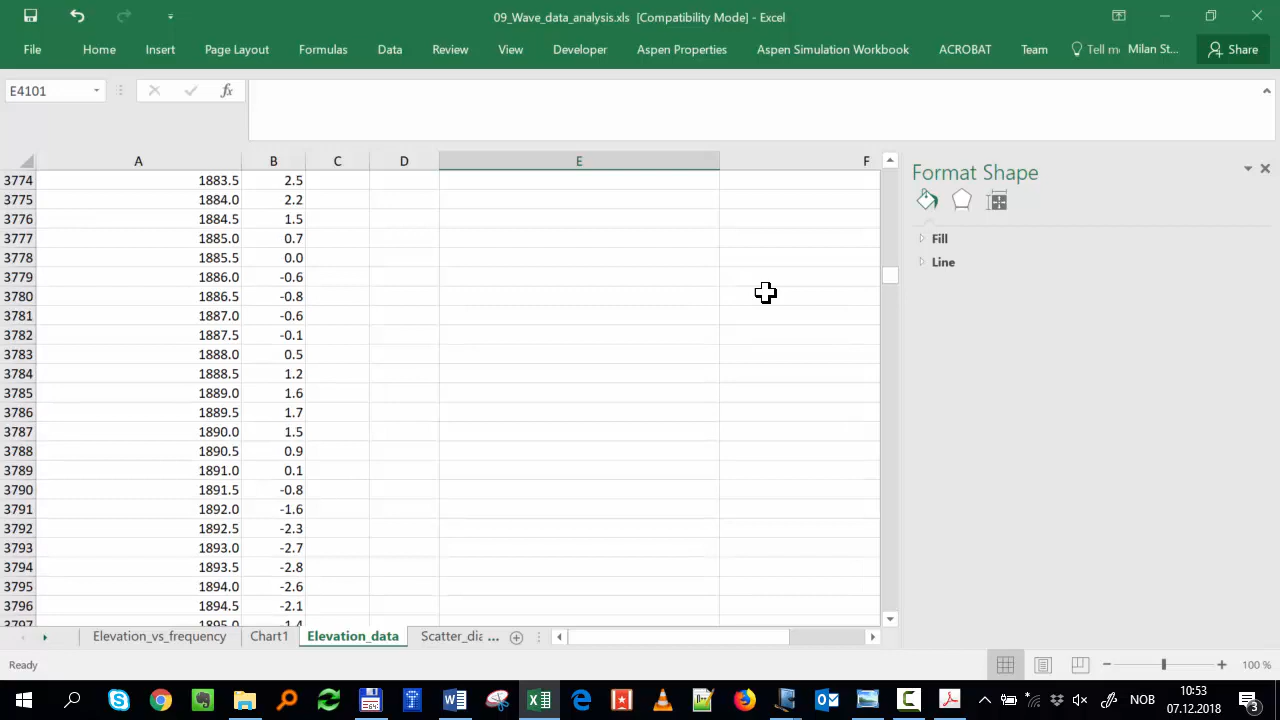 09_Wave_data_analysis.xls [Compatibility Mode] - Excel
File Home Insert Page Layout Formulas Data Review View Developer Aspen Properties Aspen Simulation Workbook ACROBAT Team Tell Milan St... Share
E4101 fx
A B C D E F
3774 1883.5 2.5
3775 1884.0 2.2
3776 1884.5 1.5
3777 1885.0 0.7
3778 1885.5 0.0
3779 1886.0 -0.6
3780 1886.5 -0.8
3781 1887.0 -0.6
3782 1887.5 -0.1
3783 1888.0 0.5
3784 1888.5 1.2
3785 1889.0 1.6
3786 1889.5 1.7
3787 1890.0 1.5
3788 1890.5 0.9
3789 1891.0 0.1
3790 1891.5 -0.8
3791 1892.0 -1.6
3792 1892.5 -2.3
3793 1893.0 -2.7
3794 1893.5 -2.8
3795 1894.0 -2.6
3796 1894.5 -2.1
3797 1895.0
Format Shape
Fill
Line
Elevation_vs_frequency Chart1 Elevation_data Scatter_dia ...
Ready 100 %
NOB 10:53
07.12.2018 3